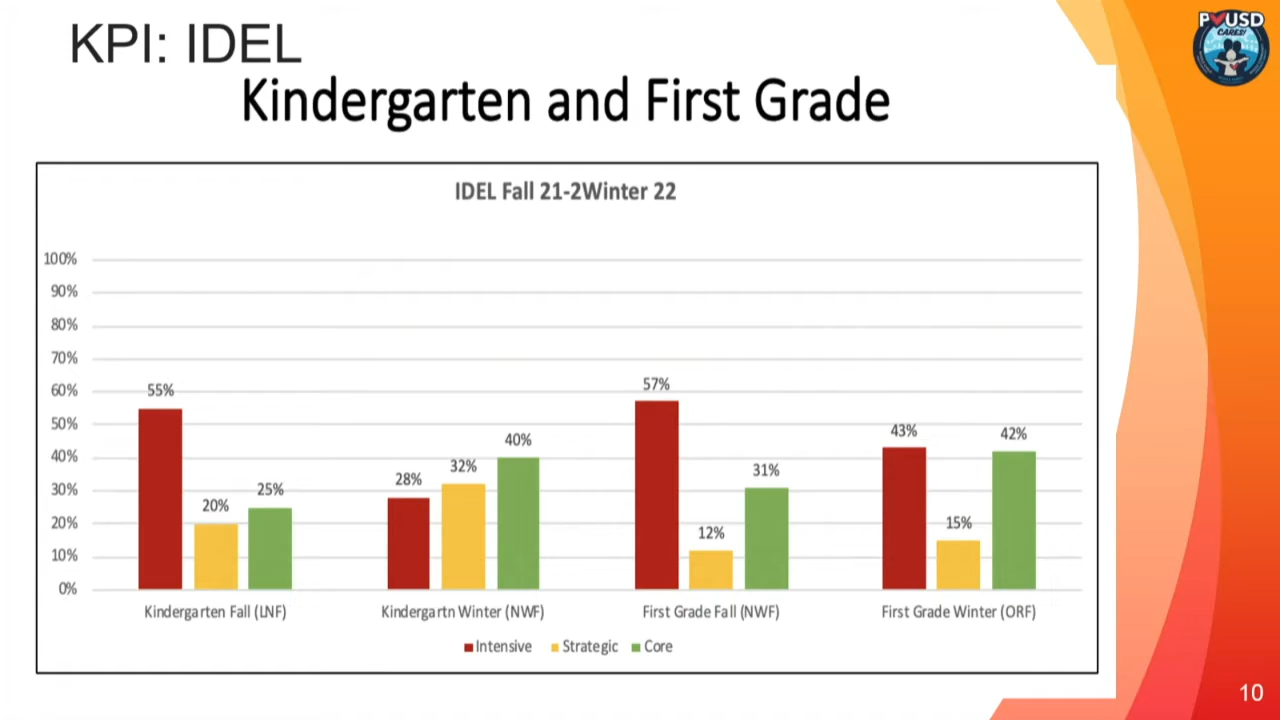 KPI: IDEL
Kindergarten and First Grade
PVUSD
CARES!
IDEL Fall 21-2Winter 22
100%
90%
80%
70%
60%
50%
40%
30%
20%
10%
0%
55%
20%
25%
28%
32%
40%
57%
12%
31%
43%
15%
42%
Kindergarten Fall (LNF)
Kindergartn Winter (NWF)
First Grade Fall (NWF)
First Grade Winter (ORF)
Intensive
Strategic
Core
10